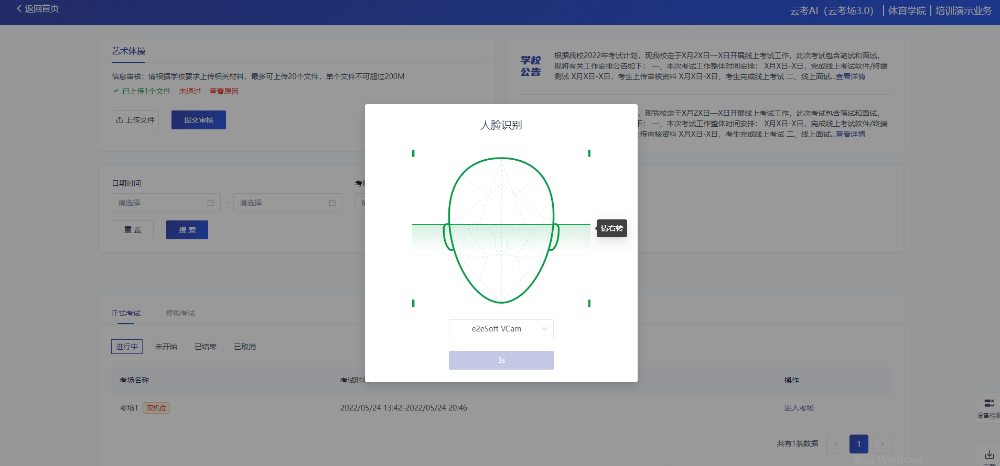 返回首页
云考AI（云考场3.0） | 体育学院 | 培训演示业务
艺术体操
信息审核：请根据学校要求上传相关材料，最多可上传20个文件，单个文件不可超过200M
已上传1个文件 未通过 查看原因
上传文件
提交审核
学校
公告
根据我校2022年考试计划，现我校定于X月2X日—X日开展线上考试工作，此次考试包含笔试和面试，
现将有关工作安排公告如下： 一、本次考试工作整体时间安排： X月X日-X日，完成线上考试软件/终端
测试 X月X日-X日，考生上传审核资料 X月X日-X日，考生完成线上考试 二、线上面试...查看详情
，现我校定于X月2X日—X日开展线上考试工作，此次考试包含笔试和面试，
下： 一、本次考试工作整体时间安排： X月X日-X日，完成线上考试软件/终端
上传审核资料 X月X日-X日，考生完成线上考试 二、线上面试...查看详情
人脸识别
请右转
e2eSoft VCam
3s
日期时间
请选择 - 请选择
考场
请
重 置
搜 索
正式考试 模拟考试
进行中 未开始 已结束 已取消
考场名称 考试时间 操作
考场1 双机位 2022/05/24 13:42-2022/05/24 20:46 进入考场
共有1条数据 < 1 >
设备检测
激活 Windows